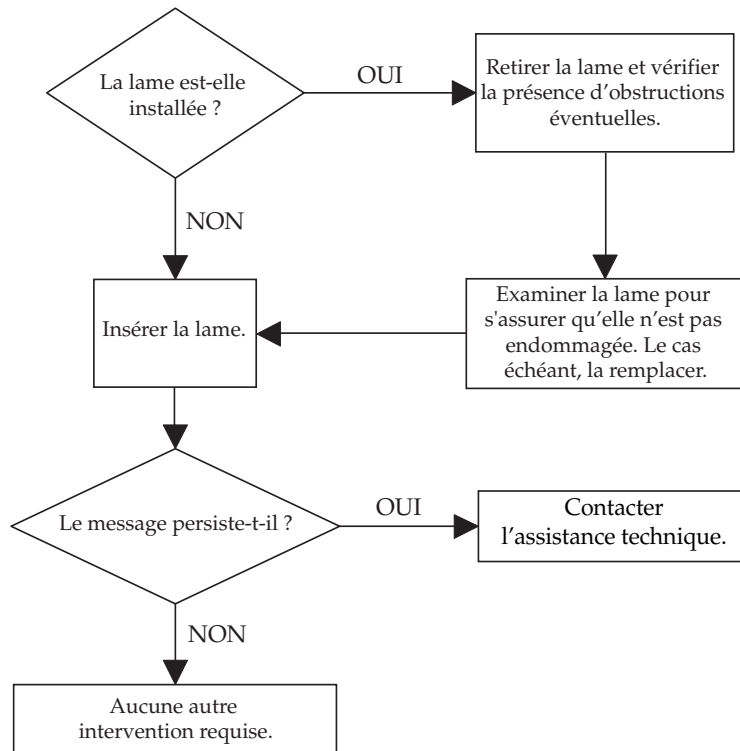 La lame est-elle
installée ?
OUI
Retirer la lame et vérifier
la présence d’obstructions
éventuelles.
NON
Insérer la lame.
Examiner la lame pour
s'assurer qu’elle n’est pas
endommagée. Le cas
échéant, la remplacer.
Le message persiste-t-il ?
OUI
Contacter
l’assistance technique.
NON
Aucune autre
intervention requise.